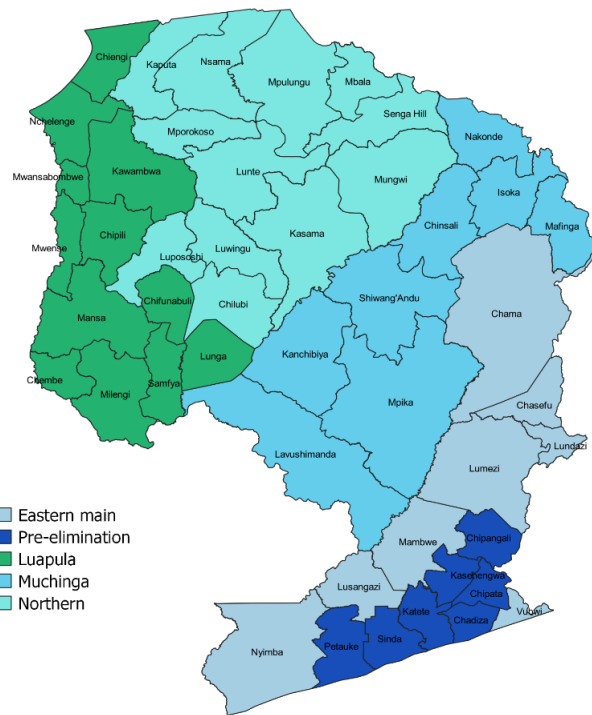 Chiengi
Kaputa
Nsama
Mpulungu
Mbala
Nchelenge
Mporokoso
Senga Hill
Nakonde
Mwansabombwe
Kawambwa
Lunte
Mungwi
Isoka
Mafinga
Mwense
Chipili
Lupososhi
Luwingu
Kasama
Chinsali
Mansa
Chifunabuli
Chilubi
Shiwang'Andu
Chama
Chembe
Milengi
Samfya
Lunga
Kanchibiya
Mpika
Chasefu
Lavushimanda
Lumezi
Lundazi
Eastern main
Pre-elimination
Luapula
Muchinga
Northern
Mambwe
Chipangali
Lusangazi
Kasenengwa
Chipata
Katete
Vubwi
Nyimba
Petauke
Sinda
Chadiza